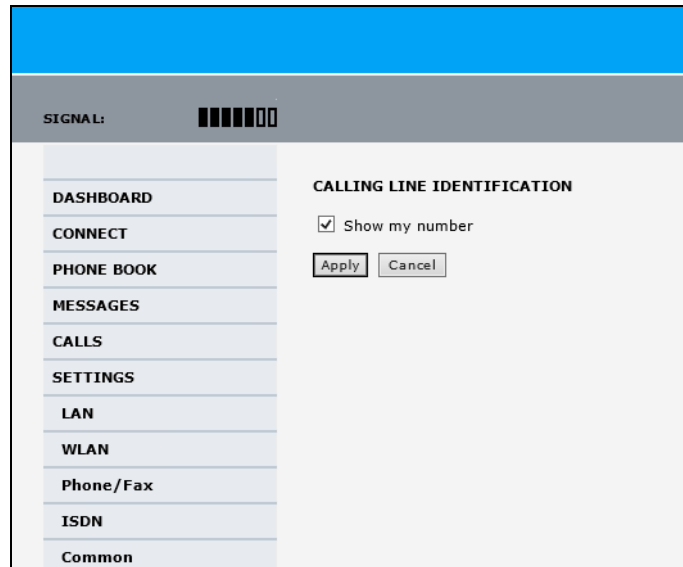 SIGNAL:
DASHBOARD
CONNECT
PHONE BOOK
MESSAGES
CALLS
SETTINGS
LAN
WLAN
Phone/Fax
ISDN
Common
CALLING LINE IDENTIFICATION
Show my number
Apply Cancel